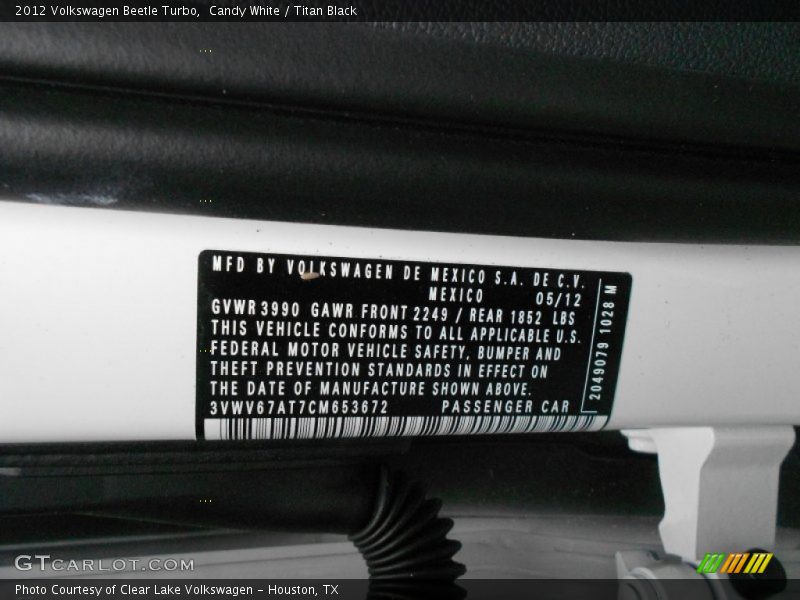 2012 Volkswagen Beetle Turbo,  Candy White / Titan Black
MFD BY VOLKSWAGEN DE MEXICO S.A. DE C.V.
MEXICO 05/12
GVWR 3990 GAWR FRONT 2249 / REAR 1852 LBS
THIS VEHICLE CONFORMS TO ALL APPLICABLE U.S.
FEDERAL MOTOR VEHICLE SAFETY, BUMPER AND
THEFT PREVENTION STANDARDS IN EFFECT ON
THE DATE OF MANUFACTURE SHOWN ABOVE.
3VWV67AT7CM653672 PASSENGER CAR
2049079 1028 M
GTCARLOT.COM
Photo Courtesy of Clear Lake Volkswagen - Houston, TX